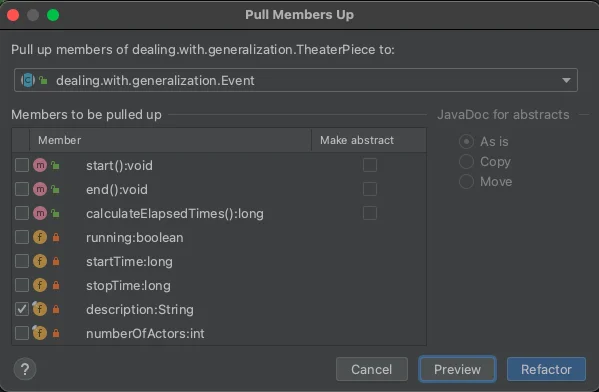 Pull Members Up
Pull up members of dealing.with.generalization.TheaterPiece to:
dealing.with.generalization.Event
Members to be pulled up
JavaDoc for abstracts
Member Make abstract
m start():void
m end():void
m calculateElapsedTimes():long
f running:boolean
f startTime:long
f stopTime:long
f description:String
f numberOfActors:int
As is
Copy
Move
? Cancel Preview Refactor